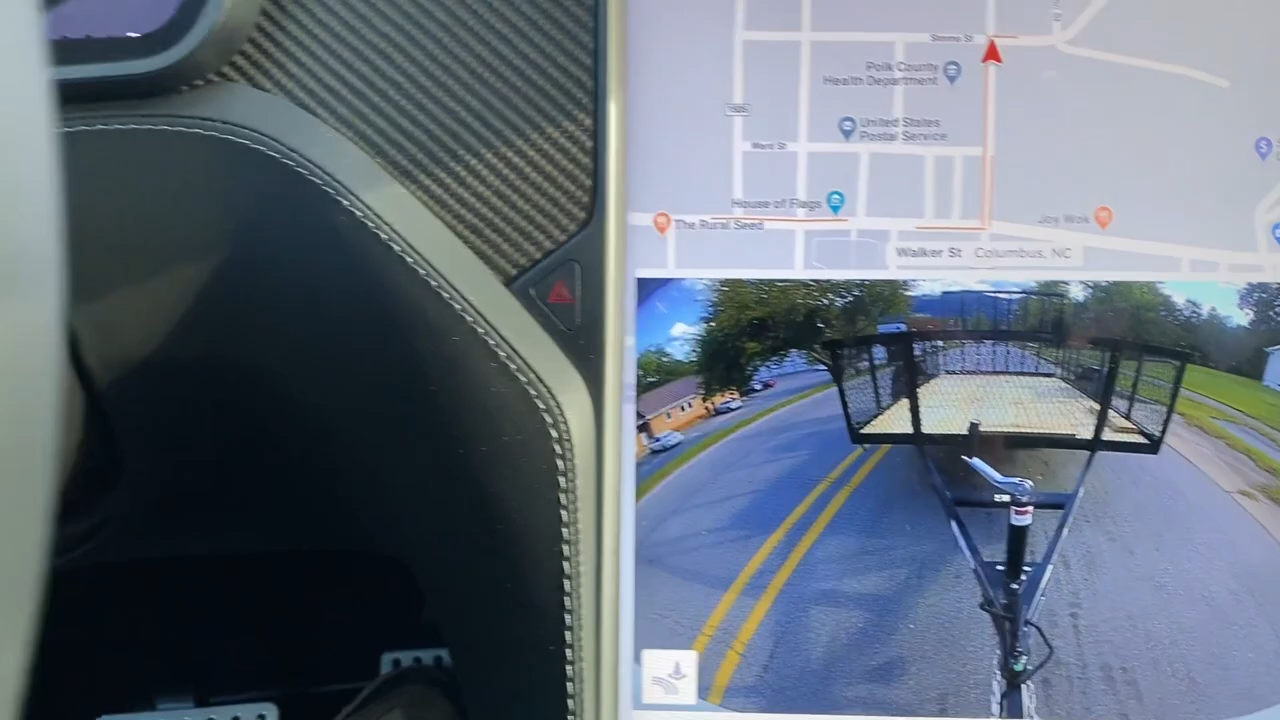 Simms St
Polk County
Health Department
United States
Postal Service
Ward St
House of Flags
The Rural Seed
Joy Wok
Walker St Columbus, NC
S